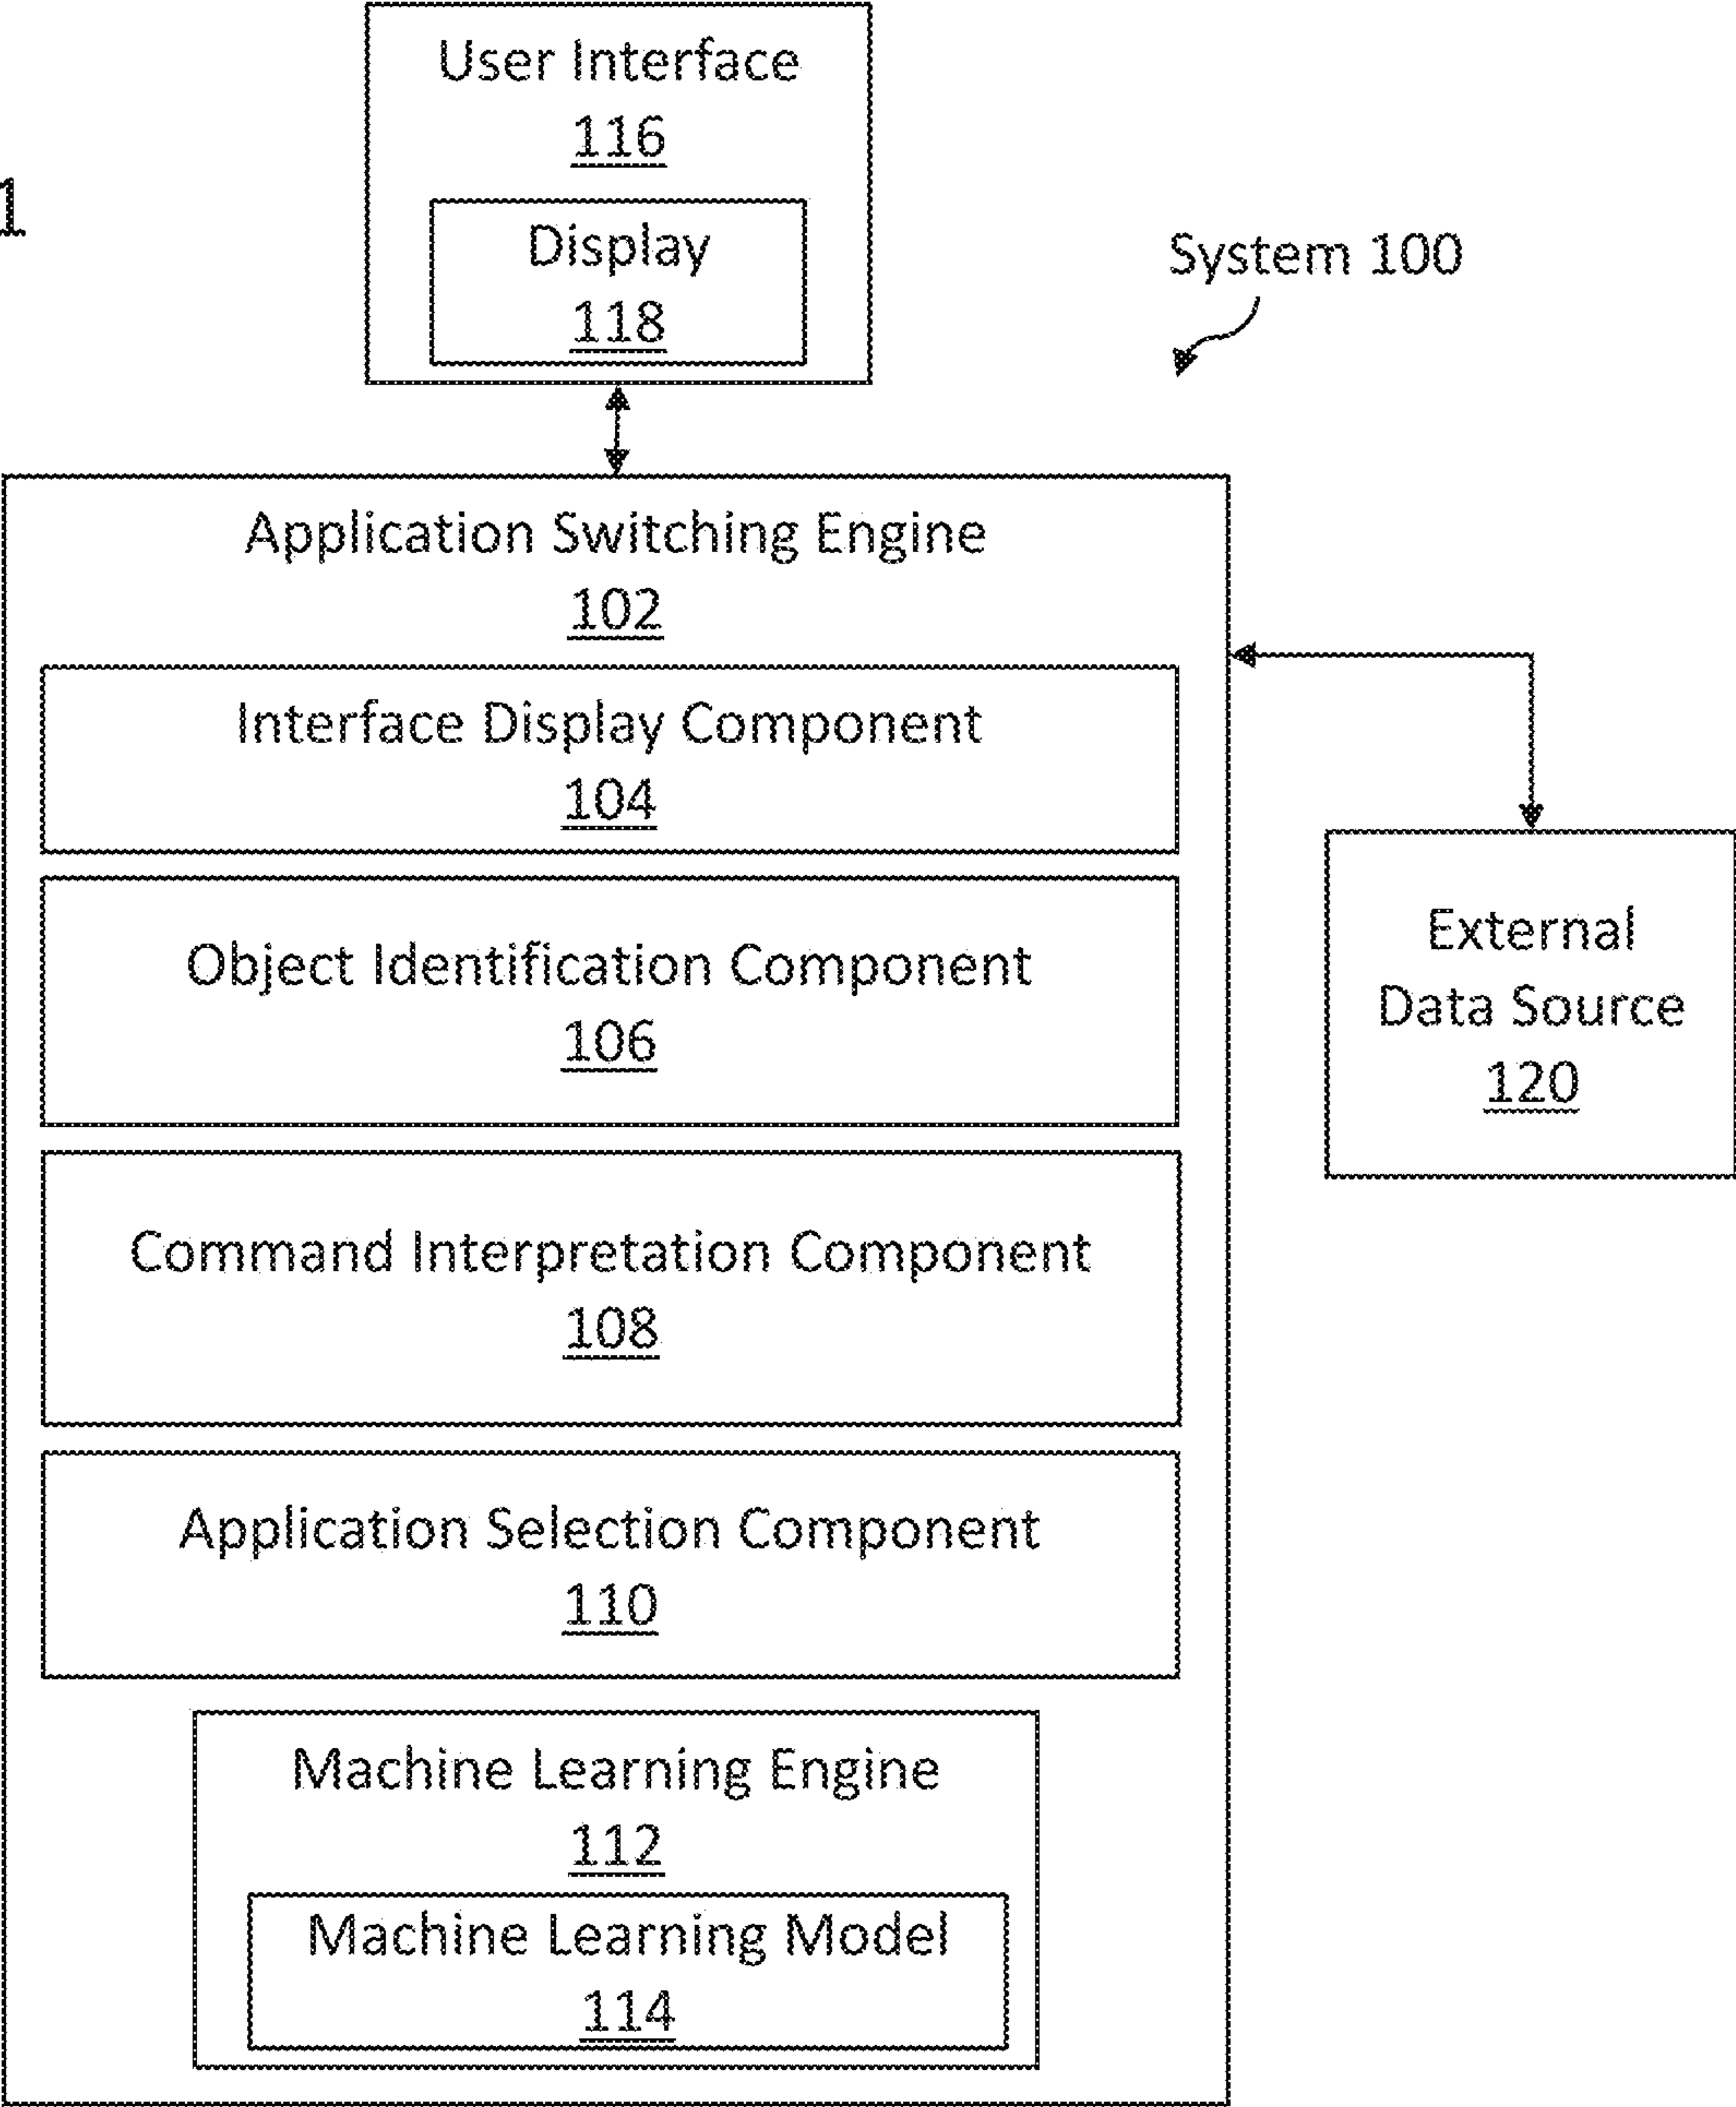 User Interface
116
1
Display
118
System 100
Application Switching Engine
102
Interface Display Component
104
Object Identification Component
106
External
Data Source
120
Command Interpretation Component
108
Application Selection Component
110
Machine Learning Engine
112
Machine Learning Model
114